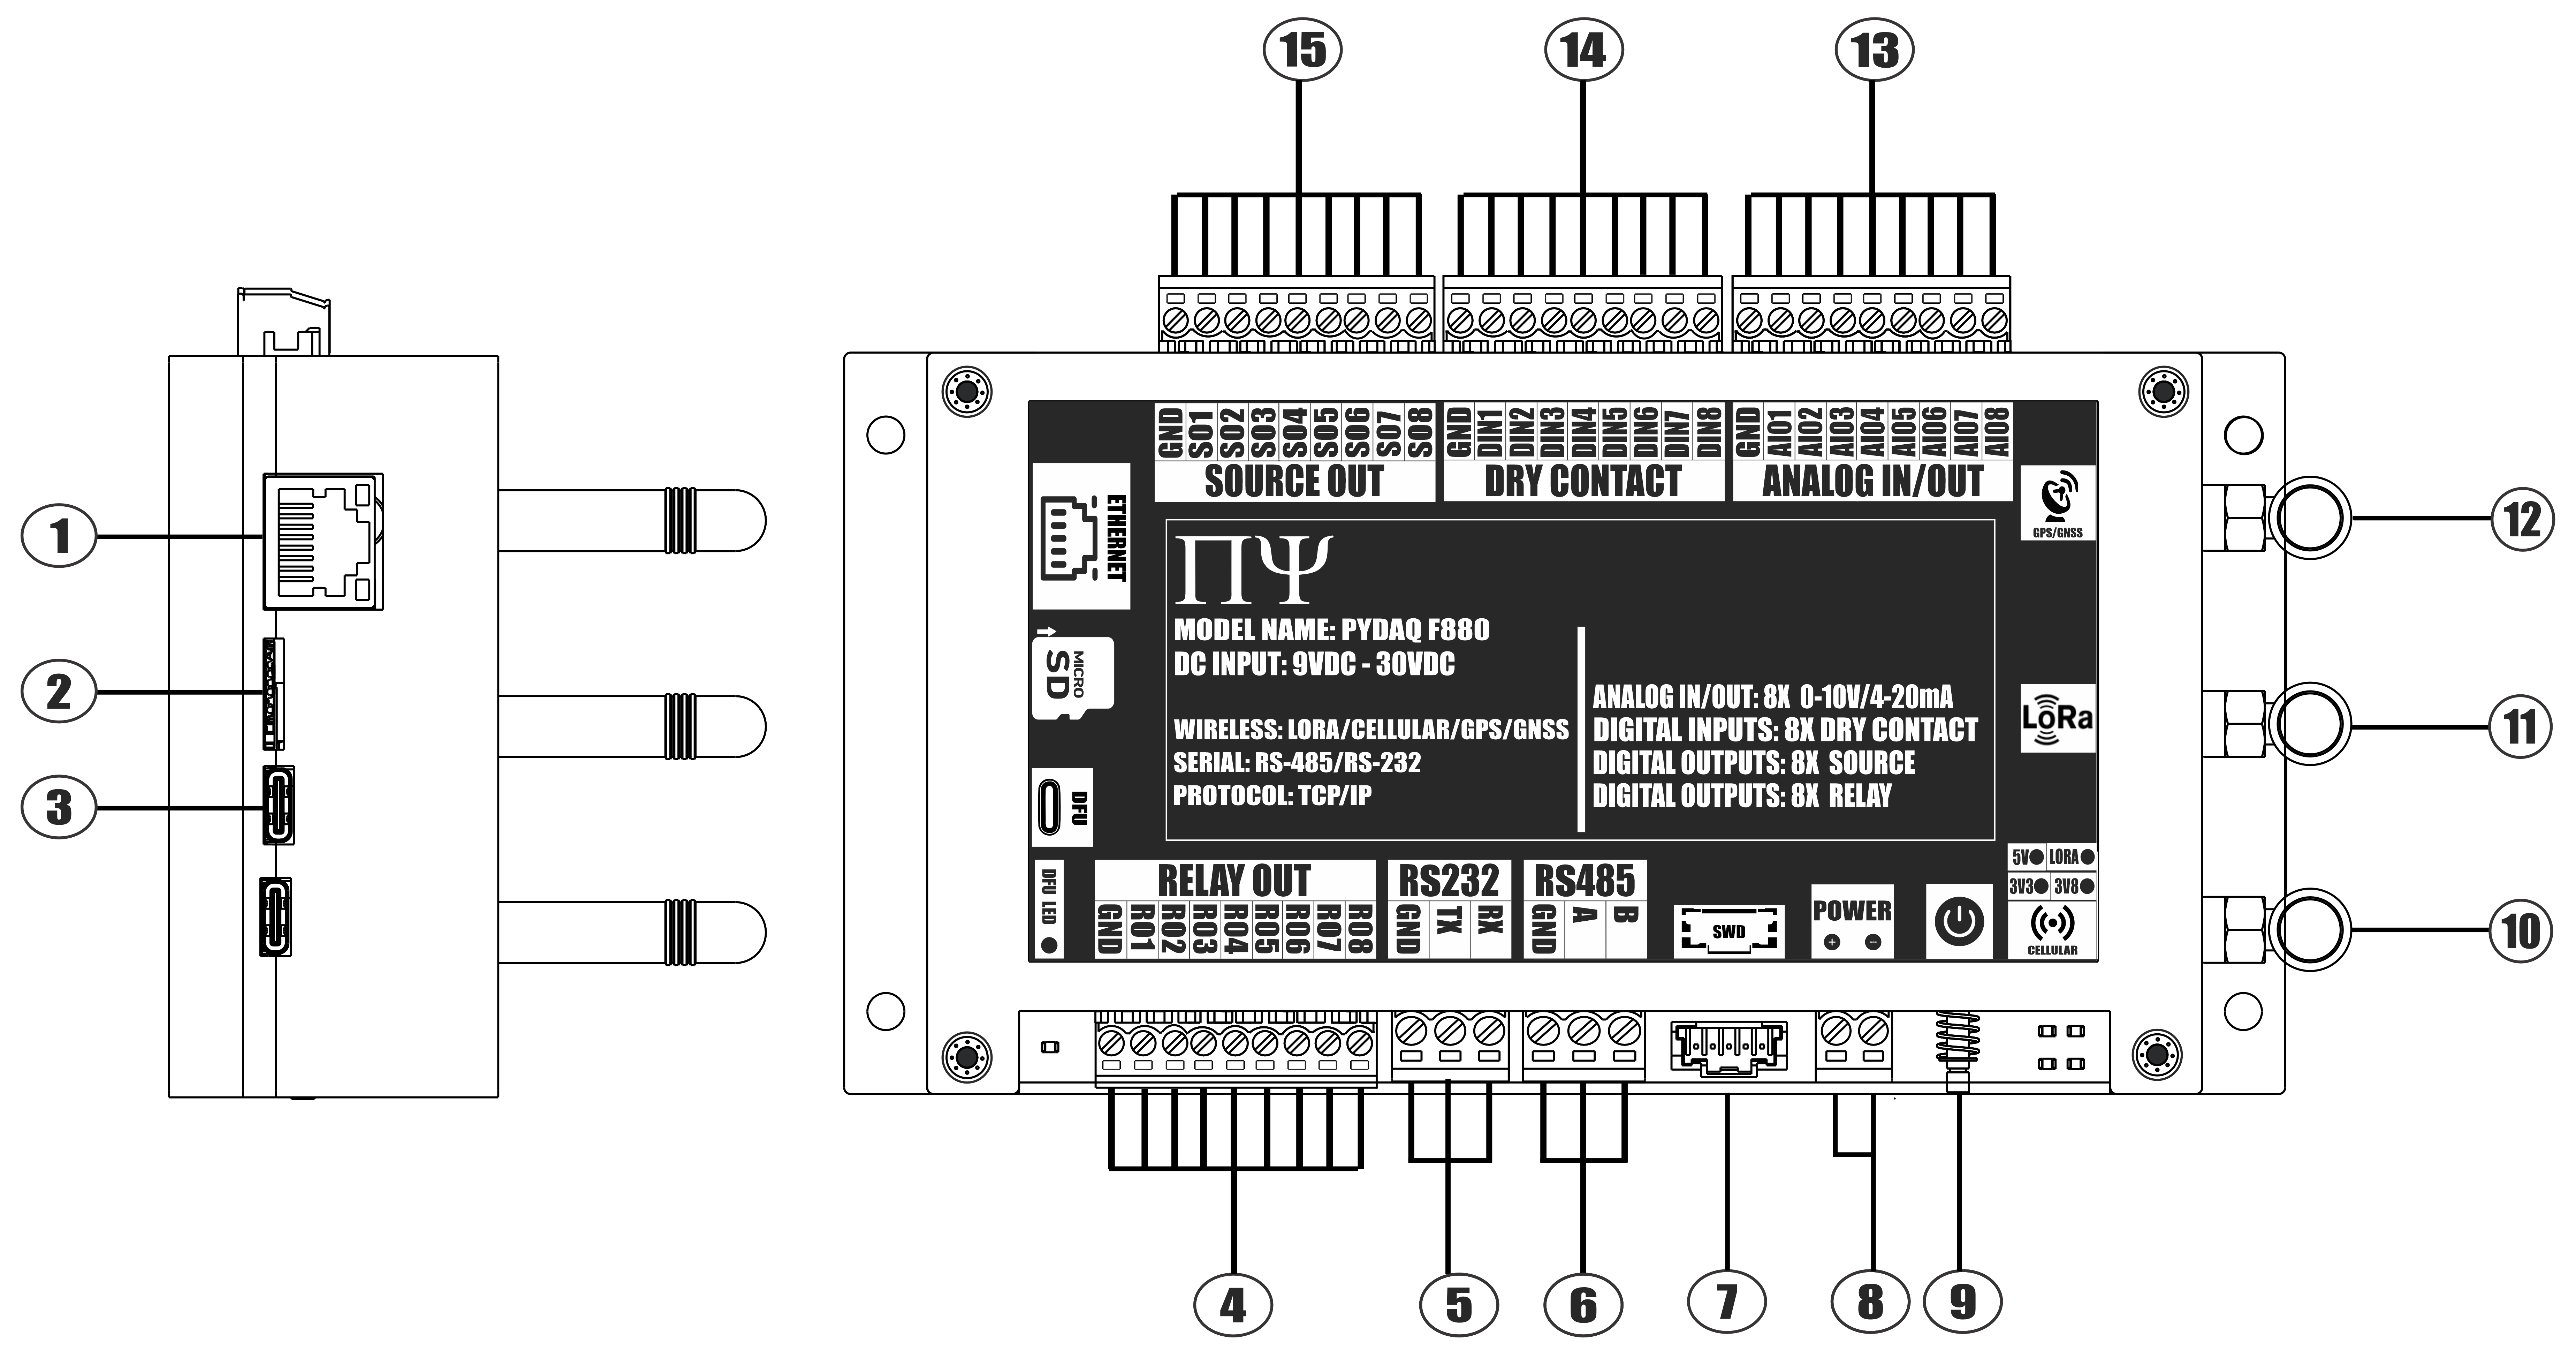 15
14
13
GND SO1 SO2 SO3 SO4 SO5 SO6 SO7 SO8
SOURCE OUT
GND DIN1 DIN2 DIN3 DIN4 DIN5 DIN6 DIN7 DIN8
DRY CONTACT
GND AIO1 AIO2 AIO3 AIO4 AIO5 AIO6 AIO7 AIO8
ANALOG IN/OUT
1
2
3
ETHERNET
MICRO
SD
DFU
DFU LED
ΠΨ
MODEL NAME: PYDAQ F880
DC INPUT: 9VDC - 30VDC
WIRELESS: LORA/CELLULAR/GPS/GNSS
SERIAL: RS-485/RS-232
PROTOCOL: TCP/IP
ANALOG IN/OUT: 8X 0-10V/4-20mA
DIGITAL INPUTS: 8X DRY CONTACT
DIGITAL OUTPUTS: 8X SOURCE
DIGITAL OUTPUTS: 8X RELAY
GPS/GNSS
LoRa
5V LORA
3V3 3V8
CELLULAR
12
11
10
RELAY OUT
GND RO1 RO2 RO3 RO4 RO5 RO6 RO7 RO8
RS232
GND TX RX
RS485
GND A B
SWD
POWER
+ -
4
5
6
7
8
9